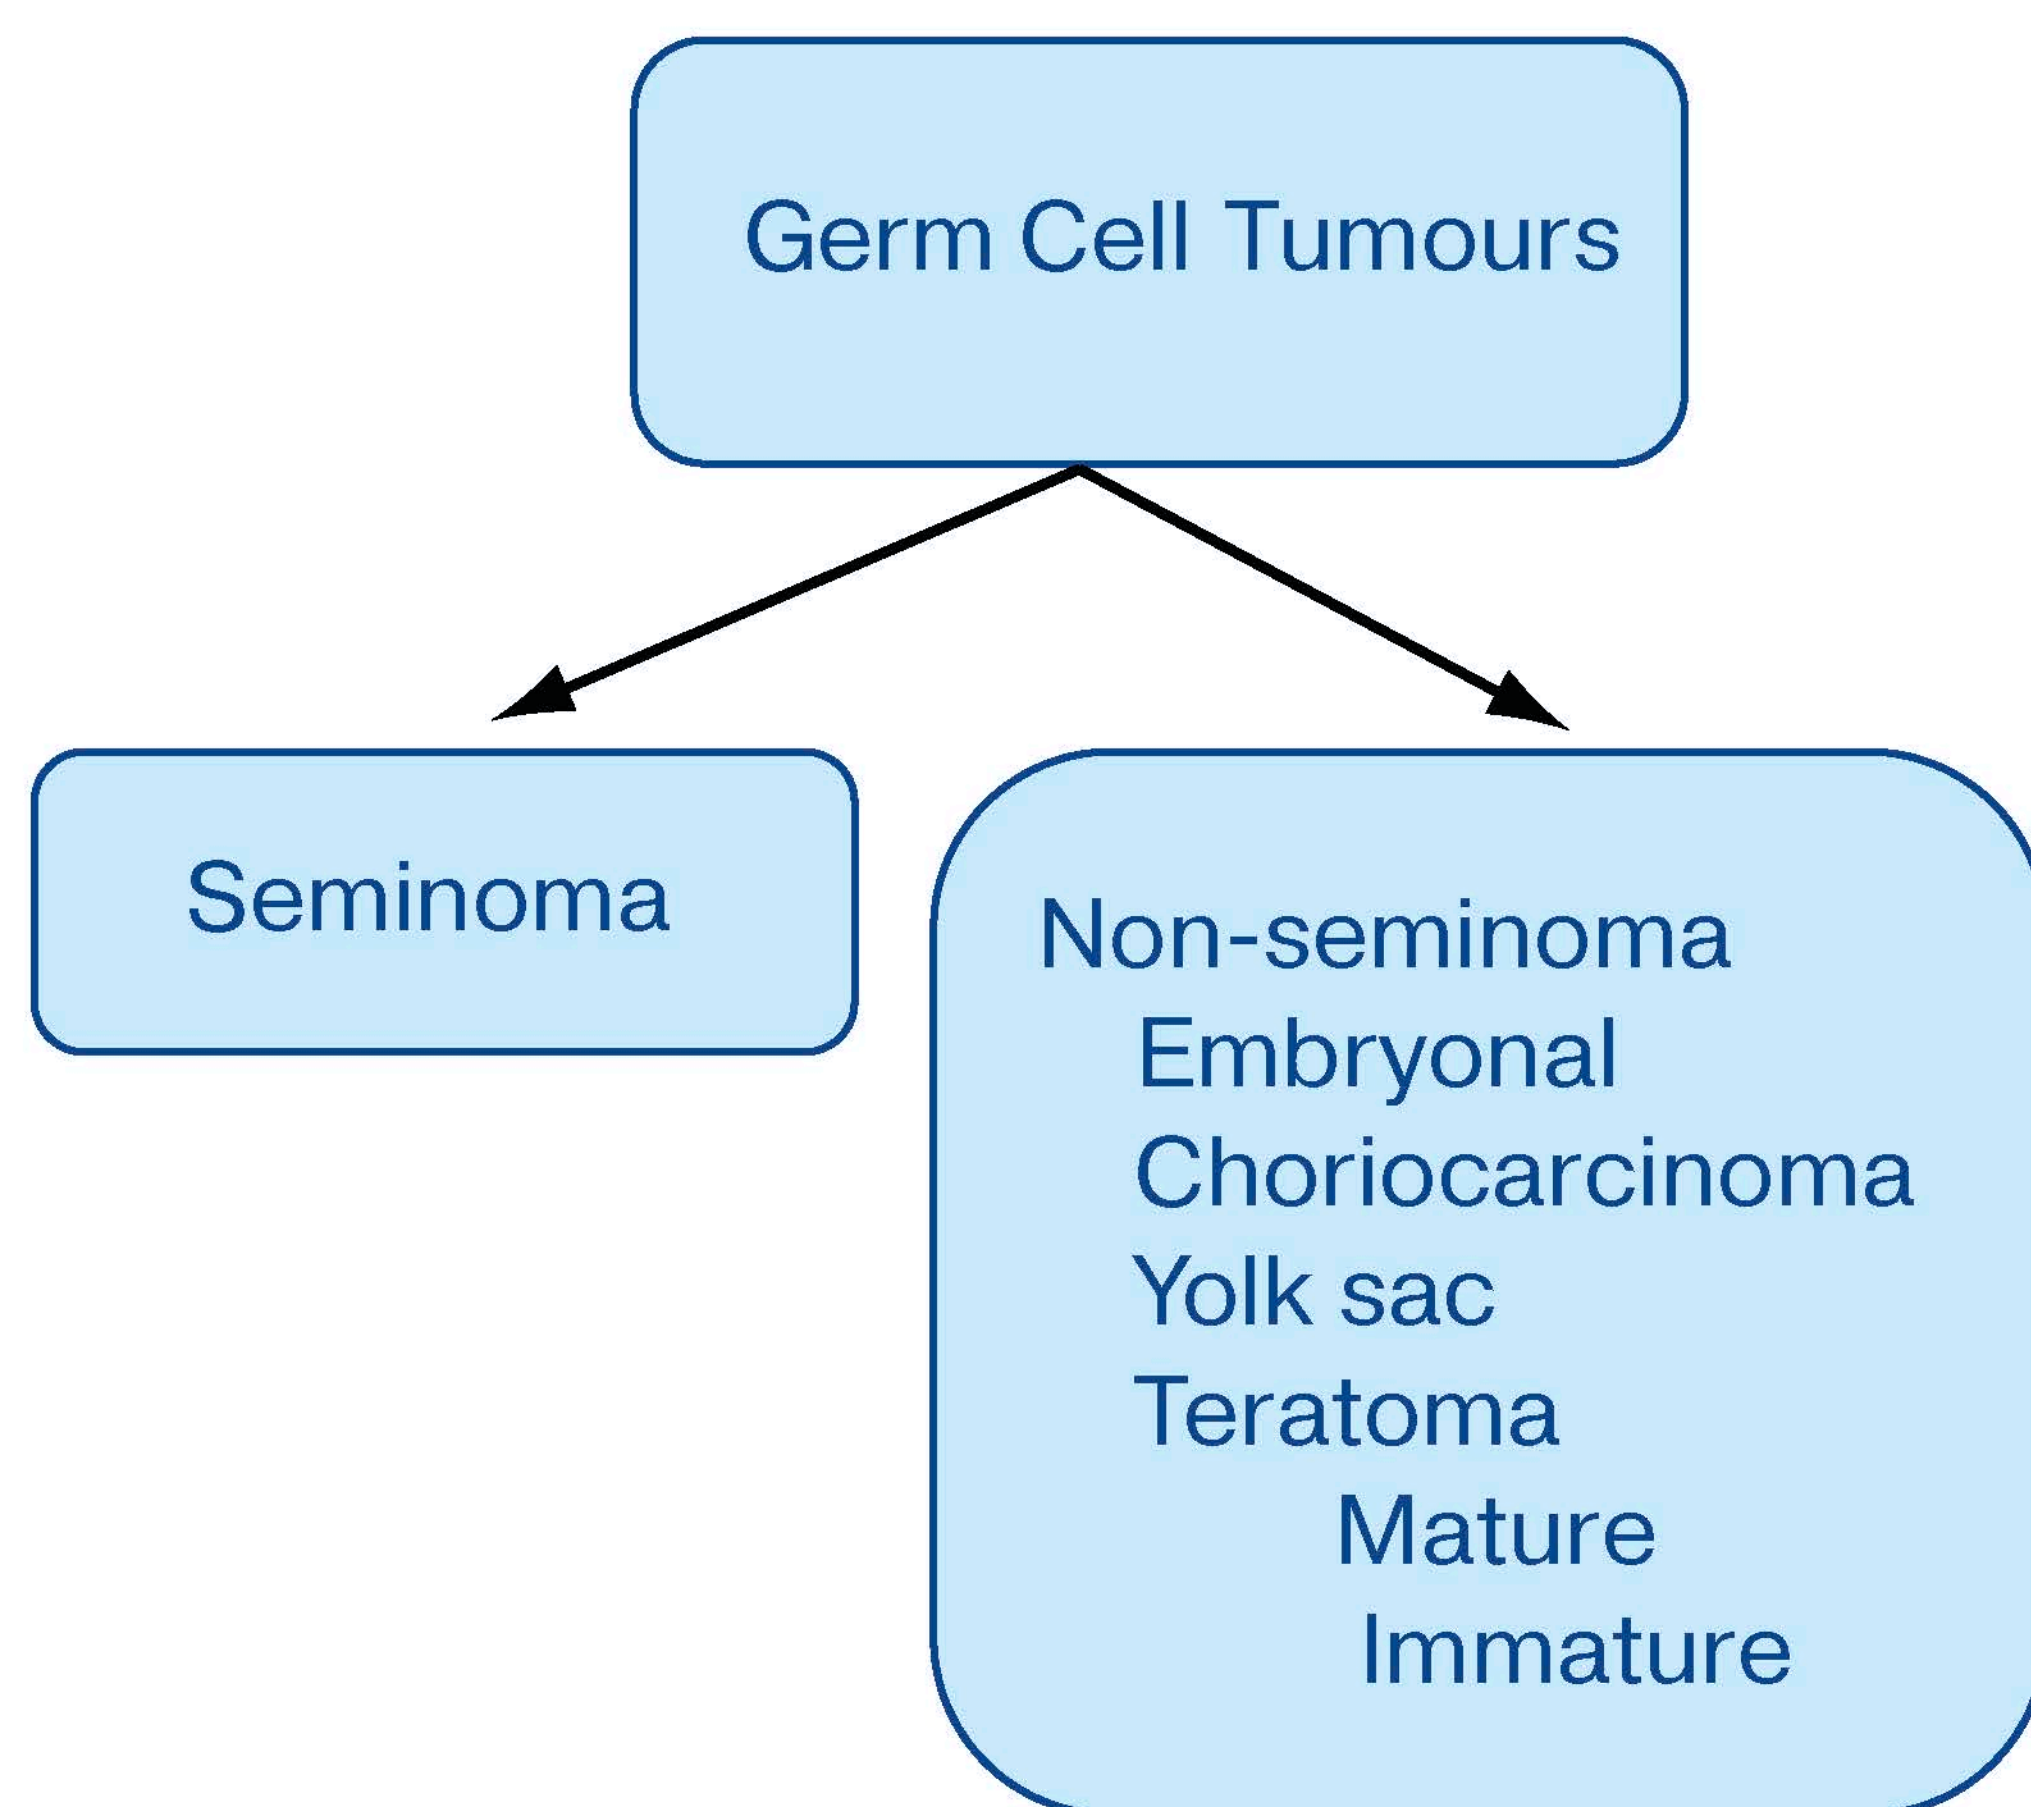 Germ Cell Tumours
Seminoma
Non-seminoma
Embryonal
Choriocarcinoma
Yolk sac
Teratoma
Mature
Immature